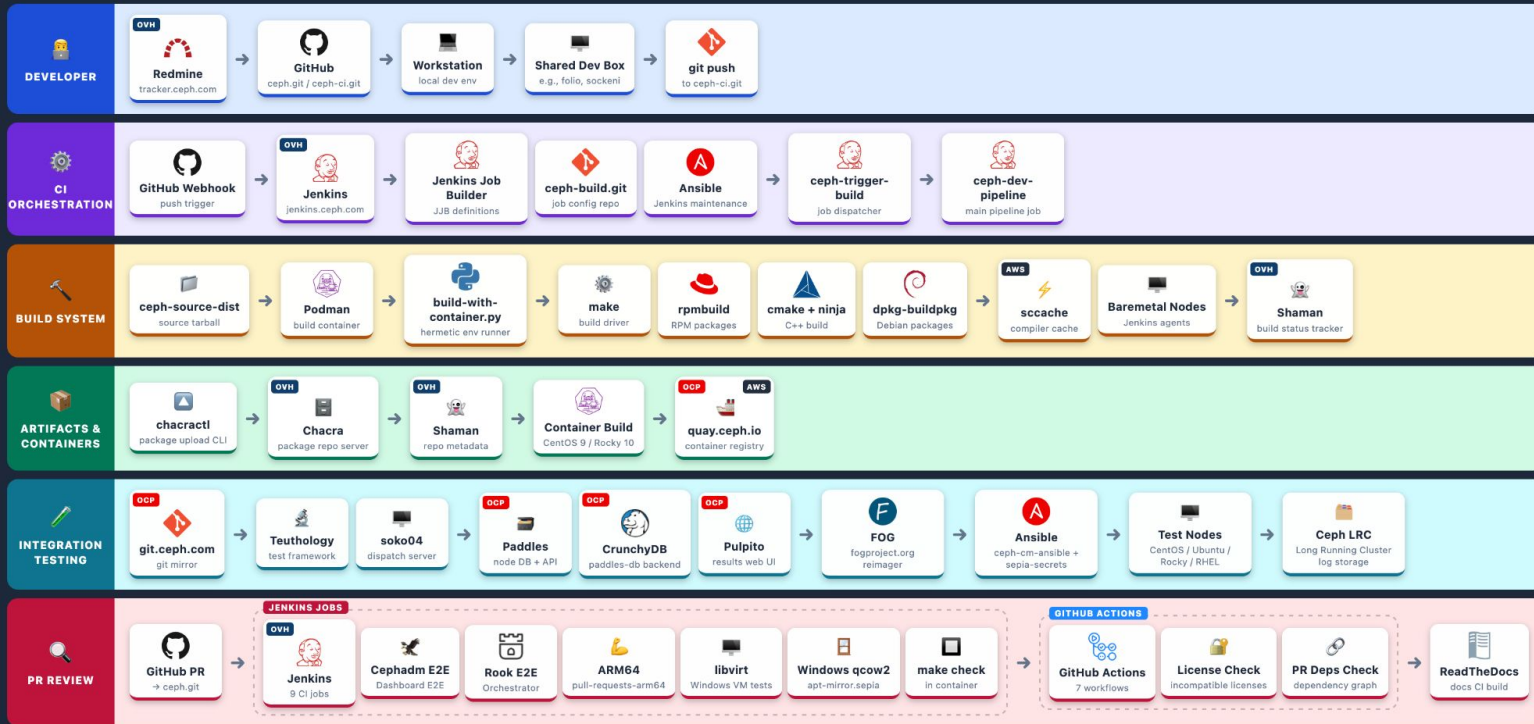 DEVELOPER
OVH
Redmine
tracker.ceph.com
GitHub
ceph.git / ceph-ci.git
Workstation
local dev env
Shared Dev Box
e.g., folio, sockeni
git push
to ceph-ci.git
CI
ORCHESTRATION
GitHub Webhook
push trigger
OVH
Jenkins
jenkins.ceph.com
Jenkins Job
Builder
JJB definitions
ceph-build.git
job config repo
Ansible
Jenkins maintenance
ceph-trigger-
build
job dispatcher
ceph-dev-
pipeline
main pipeline job
BUILD SYSTEM
ceph-source-dist
source tarball
Podman
build container
build-with-
container.py
hermetic env runner
make
build driver
rpmbuild
RPM packages
cmake + ninja
C++ build
dpkg-buildpkg
Debian packages
AWS
sccache
compiler cache
Baremetal Nodes
Jenkins agents
OVH
Shaman
build status tracker
ARTIFACTS &
CONTAINERS
chacractl
package upload CLI
OVH
Chacra
package repo server
OVH
Shaman
repo metadata
Container Build
CentOS 9 / Rocky 10
OCP
AWS
quay.ceph.io
container registry
INTEGRATION
TESTING
OCP
git.ceph.com
git mirror
Teuthology
test framework
soko04
dispatch server
OCP
Paddles
node DB + API
OCP
CrunchyDB
paddles-db backend
OCP
Pulpito
results web UI
FOG
fogproject.org
reimager
Ansible
ceph-cm-ansible +
sepia-secrets
Test Nodes
CentOS / Ubuntu /
Rocky / RHEL
Ceph LRC
Long Running Cluster
log storage
PR REVIEW
GitHub PR
→ ceph.git
JENKINS JOBS
OVH
Jenkins
9 CI jobs
Cephadm E2E
Dashboard E2E
Rook E2E
Orchestrator
ARM64
pull-requests-arm64
libvirt
Windows VM tests
Windows qcow2
apt-mirror.sepia
make check
in container
GITHUB ACTIONS
GitHub Actions
7 workflows
License Check
incompatible licenses
PR Deps Check
dependency graph
ReadTheDocs
docs CI build